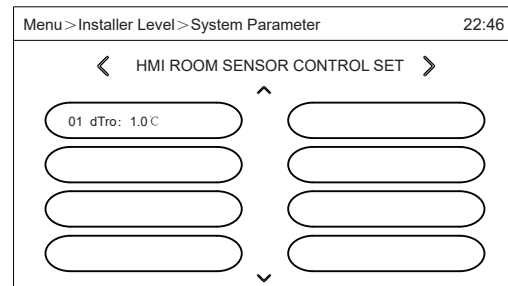 Menu＞Installer Level＞System Parameter 22:46
HMI ROOM SENSOR CONTROL SET
01 dTro: 1.0℃